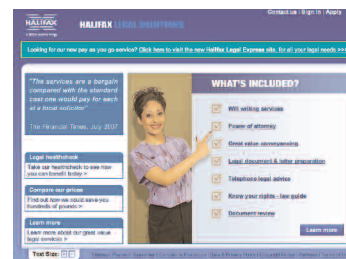 Contact us | Sign in | Apply
HALIFAX
HALIFAX LEGAL SOLUTIONS
Looking for our new pay as you go service? Click here to visit the new Halifax Legal Express site, for all your legal needs >>
"The services are a bargain
compared with the standard
cost one would pay for each
at a local solicitor"
The Financial Times, July 2007
WHAT'S INCLUDED?
Will writing services
Power of attorney
Great value conveyancing
Legal document & letter preparation
Telephone legal advice
Know your rights - law guide
Document review
Learn more
Legal healthcheck
Take our healthcheck to see how
you can benefit today >
Compare our prices
Find out how we could save you
hundreds of pounds >
Learn more
Learn more about our great value
legal services >
Text Size: